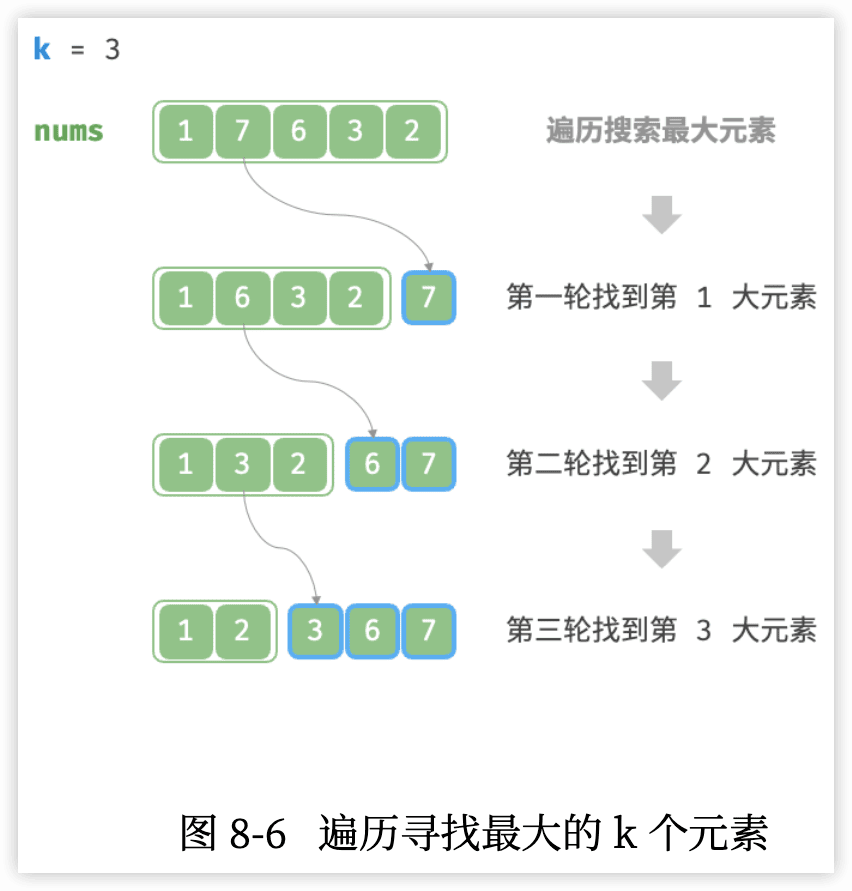 k = 3
nums 1 7 6 3 2 遍历搜索最大元素
1 6 3 2 7 第一轮找到第 1 大元素
1 3 2 6 7 第二轮找到第 2 大元素
1 2 3 6 7 第三轮找到第 3 大元素
图 8-6 遍历寻找最大的 k 个元素